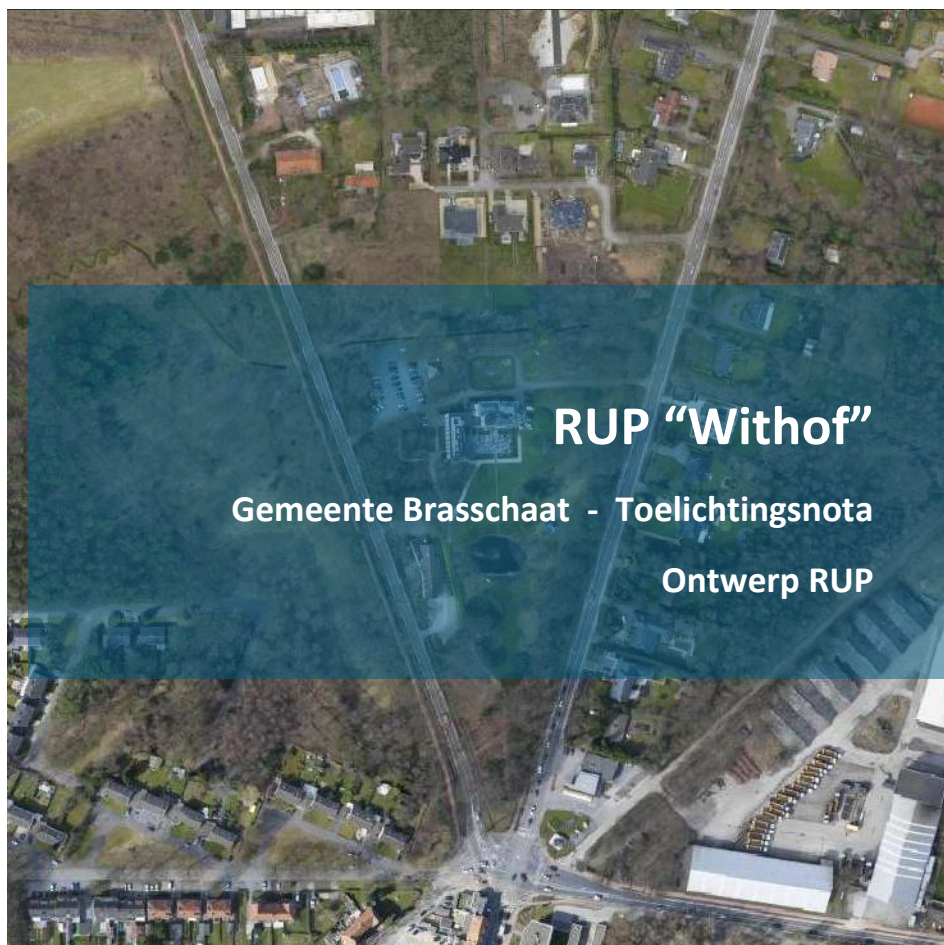 RUP “Withof”
Gemeente Brasschaat - Toelichtingsnota
Ontwerp RUP